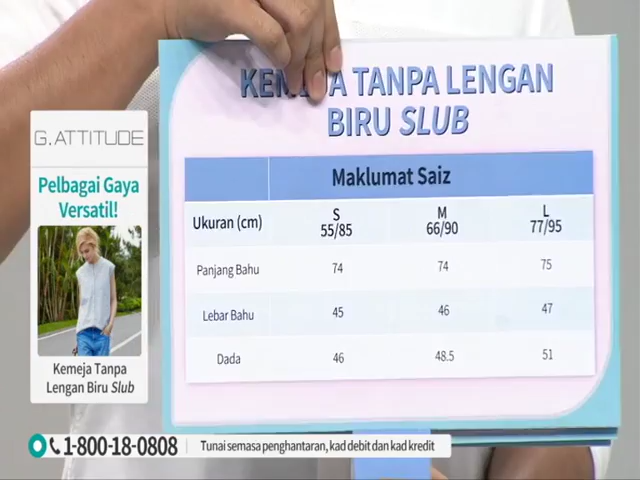 KEMEJA TANPA LENGAN
BIRU SLUB
G.ATTITUDE
Pelbagai Gaya
Versatil!
Kemeja Tanpa
Lengan Biru Slub
Maklumat Saiz
Ukuran (cm) S 55/85 M 66/90 L 77/95
Panjang Bahu 74 74 75
Lebar Bahu 45 46 47
Dada 46 48.5 51
1-800-18-0808 Tunai semasa penghantaran, kad debit dan kad kredit